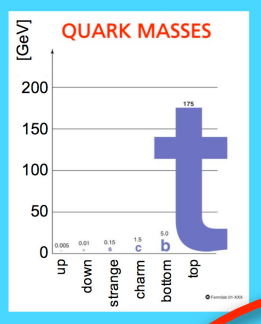 QUARK MASSES
[GeV]
200
150
100
50
0
0.005
0.01
0.15
1.5
5.0
175
s
c
b
t
up
down
strange
charm
bottom
top